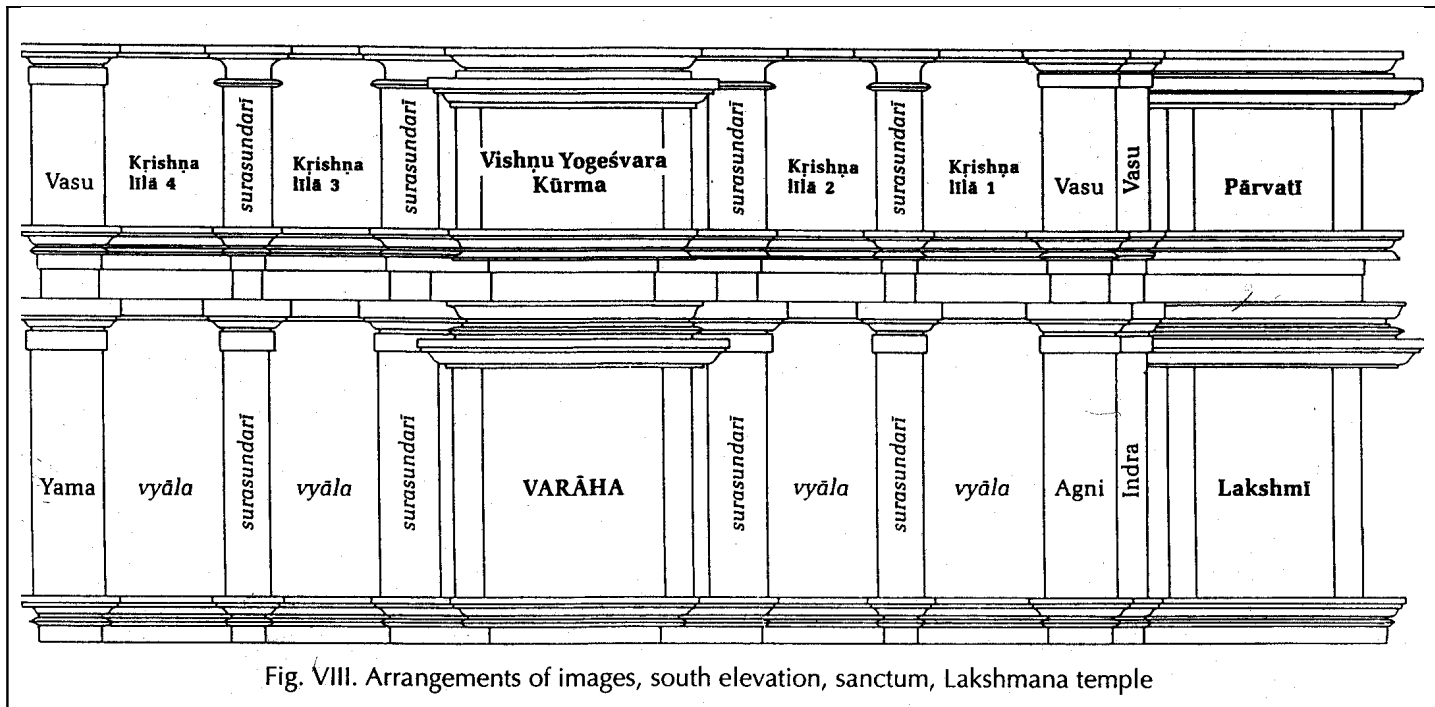 Vasu
Kṛishṇa
līlā 4
surasundarī
Kṛishṇa
līlā 3
surasundarī
Vishṇu Yogeśvara
Kūrma
surasundarī
Kṛishṇa
līlā 2
surasundarī
Kṛishṇa
līlā 1
Vasu
Vasu
Pārvatī
Yama
vyāla
surasundarī
vyāla
surasundarī
VARĀHA
surasundarī
vyāla
surasundarī
vyāla
Agni
Indra
Lakshmī
Fig. VIII. Arrangements of images, south elevation, sanctum, Lakshmana temple